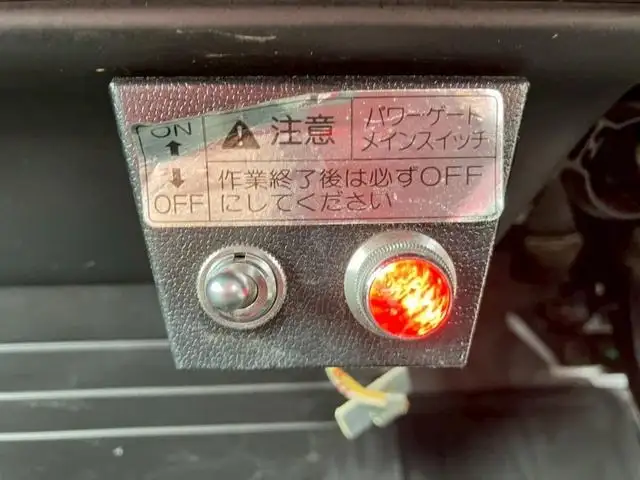 ON
↑
↓
OFF
注意
パワーゲート
メインスイッチ
作業終了後は必ずOFF
にしてください